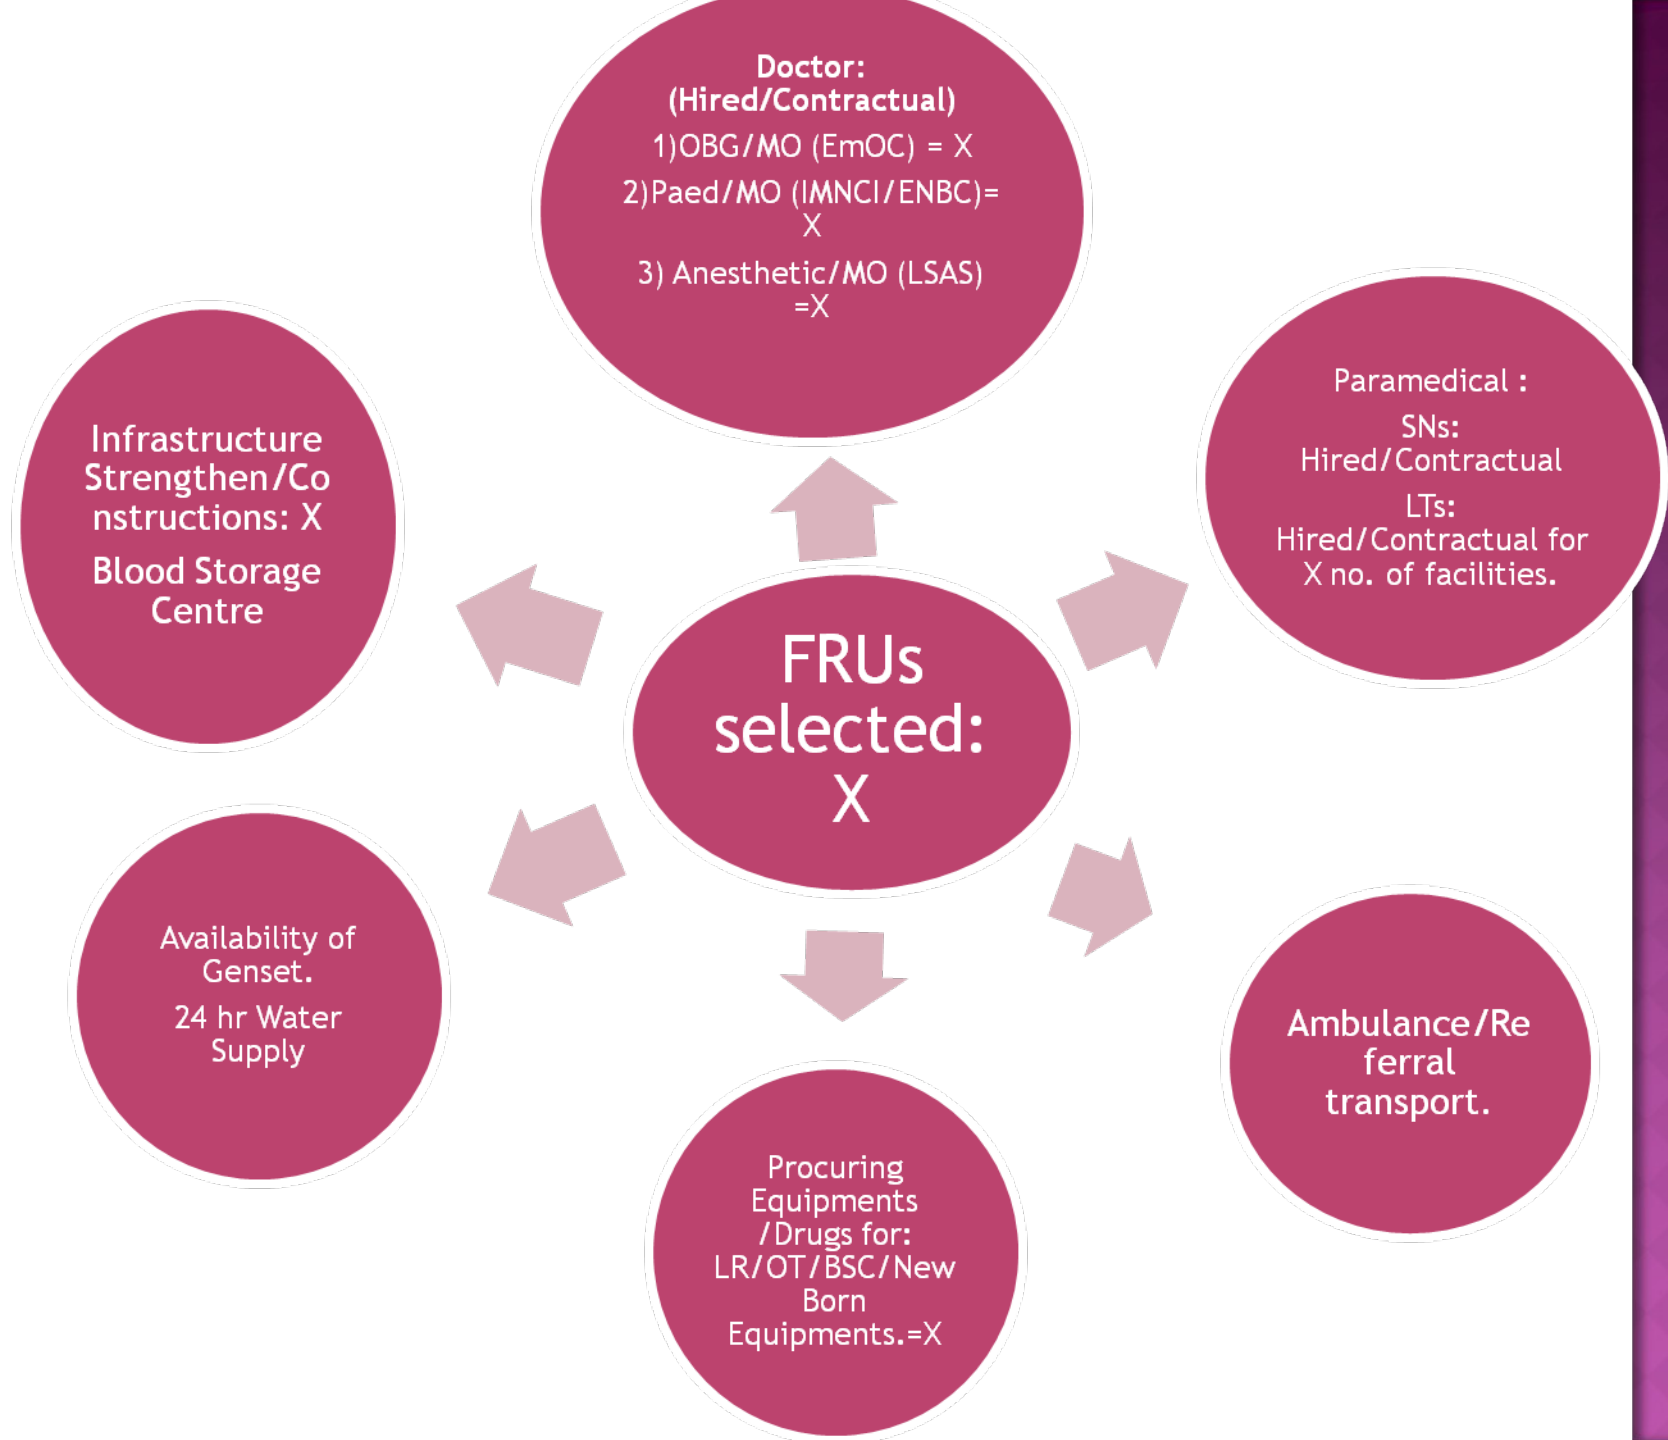 Doctor:
(Hired/Contractual)
1)OBG/MO (EmOC) = X
2)Paed/MO (IMNCI/ENBC)=
X
3) Anesthetic/MO (LSAS)
=X
Paramedical :
SNs:
Hired/Contractual
LTs:
Hired/Contractual for
X no. of facilities.
Ambulance/Re
ferral
transport.
Procuring
Equipments
/Drugs for:
LR/OT/BSC/New
Born
Equipments.=X
Availability of
Genset.
24 hr Water
Supply
Infrastructure
Strengthen/Co
nstructions: X
Blood Storage
Centre
FRUs
selected:
X